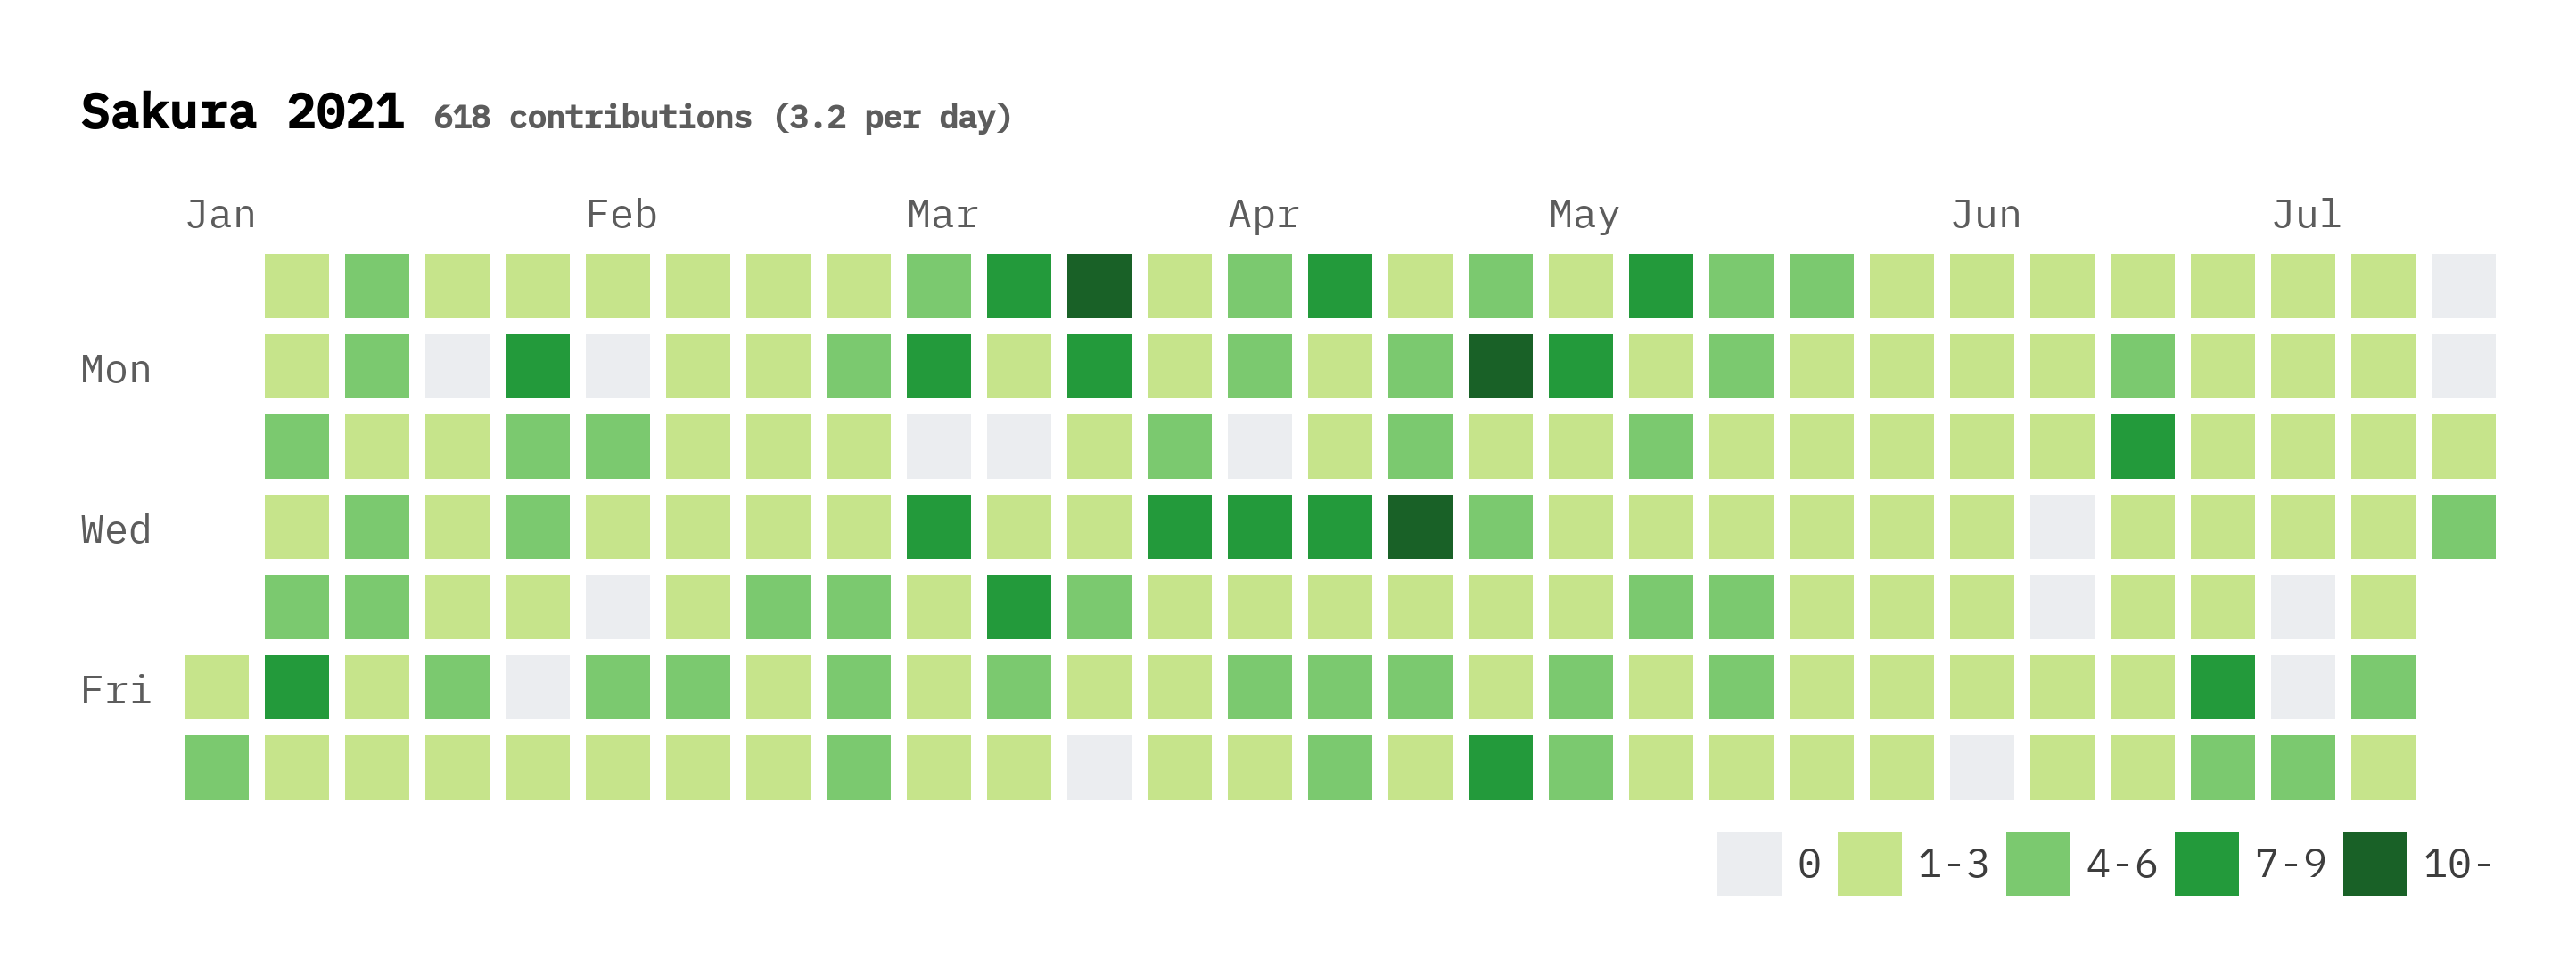 Sakura 2021 618 contributions (3.2 per day)
Jan Feb Mar Apr May Jun Jul
Mon
Wed
Fri
0 1-3 4-6 7-9 10-